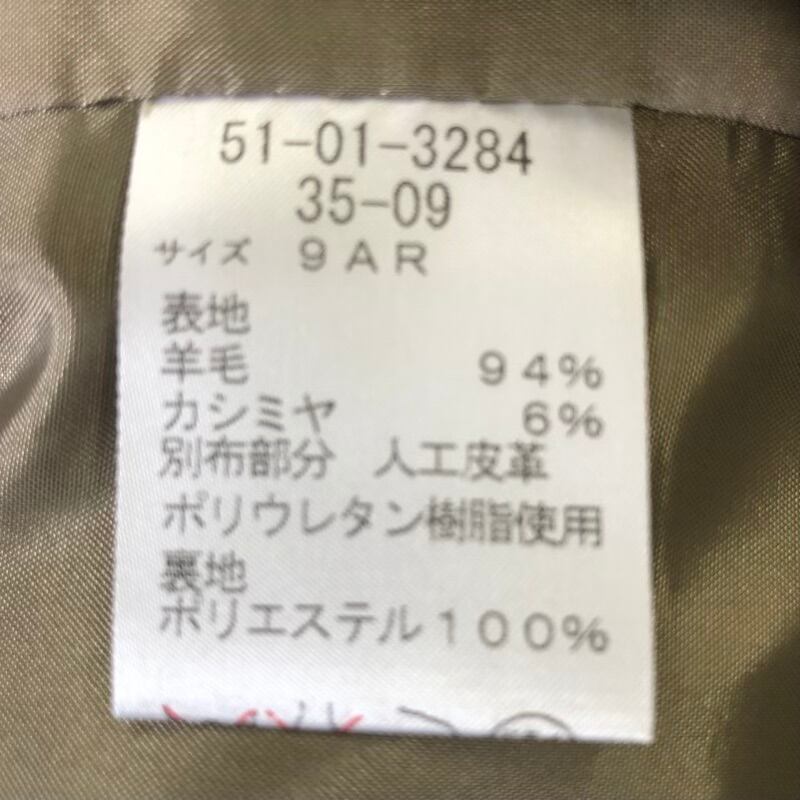 51-01-3284
35-09
サイズ 9AR
表地
羊毛 94%
カシミヤ 6%
別布部分 人工皮革
ポリウレタン樹脂使用
裏地
ポリエステル100%